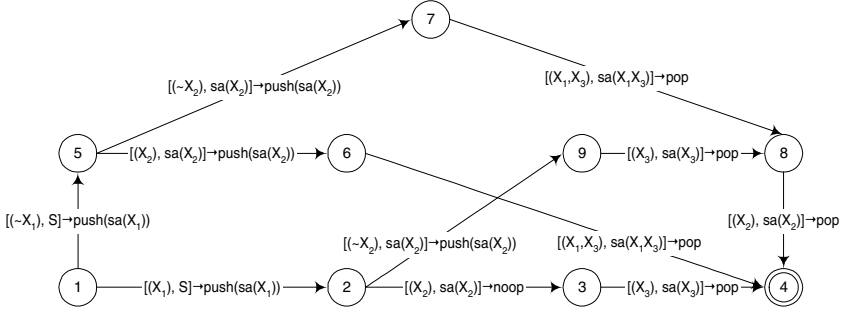 7
[(~X₂), sa(X₂)]→push(sa(X₂))
[(X₁,X₃), sa(X₁X₃)]→pop
5
[(X₂), sa(X₂)]→push(sa(X₂))
6
9
[(X₃), sa(X₃)]→pop
8
[(~X₁), S]→push(sa(X₁))
[(~X₂), sa(X₂)]→push(sa(X₂))
[(X₁,X₃), sa(X₁X₃)]→pop
[(X₂), sa(X₂)]→pop
1
[(X₁), S]→push(sa(X₁))
2
[(X₂), sa(X₂)]→noop
3
[(X₃), sa(X₃)]→pop
4